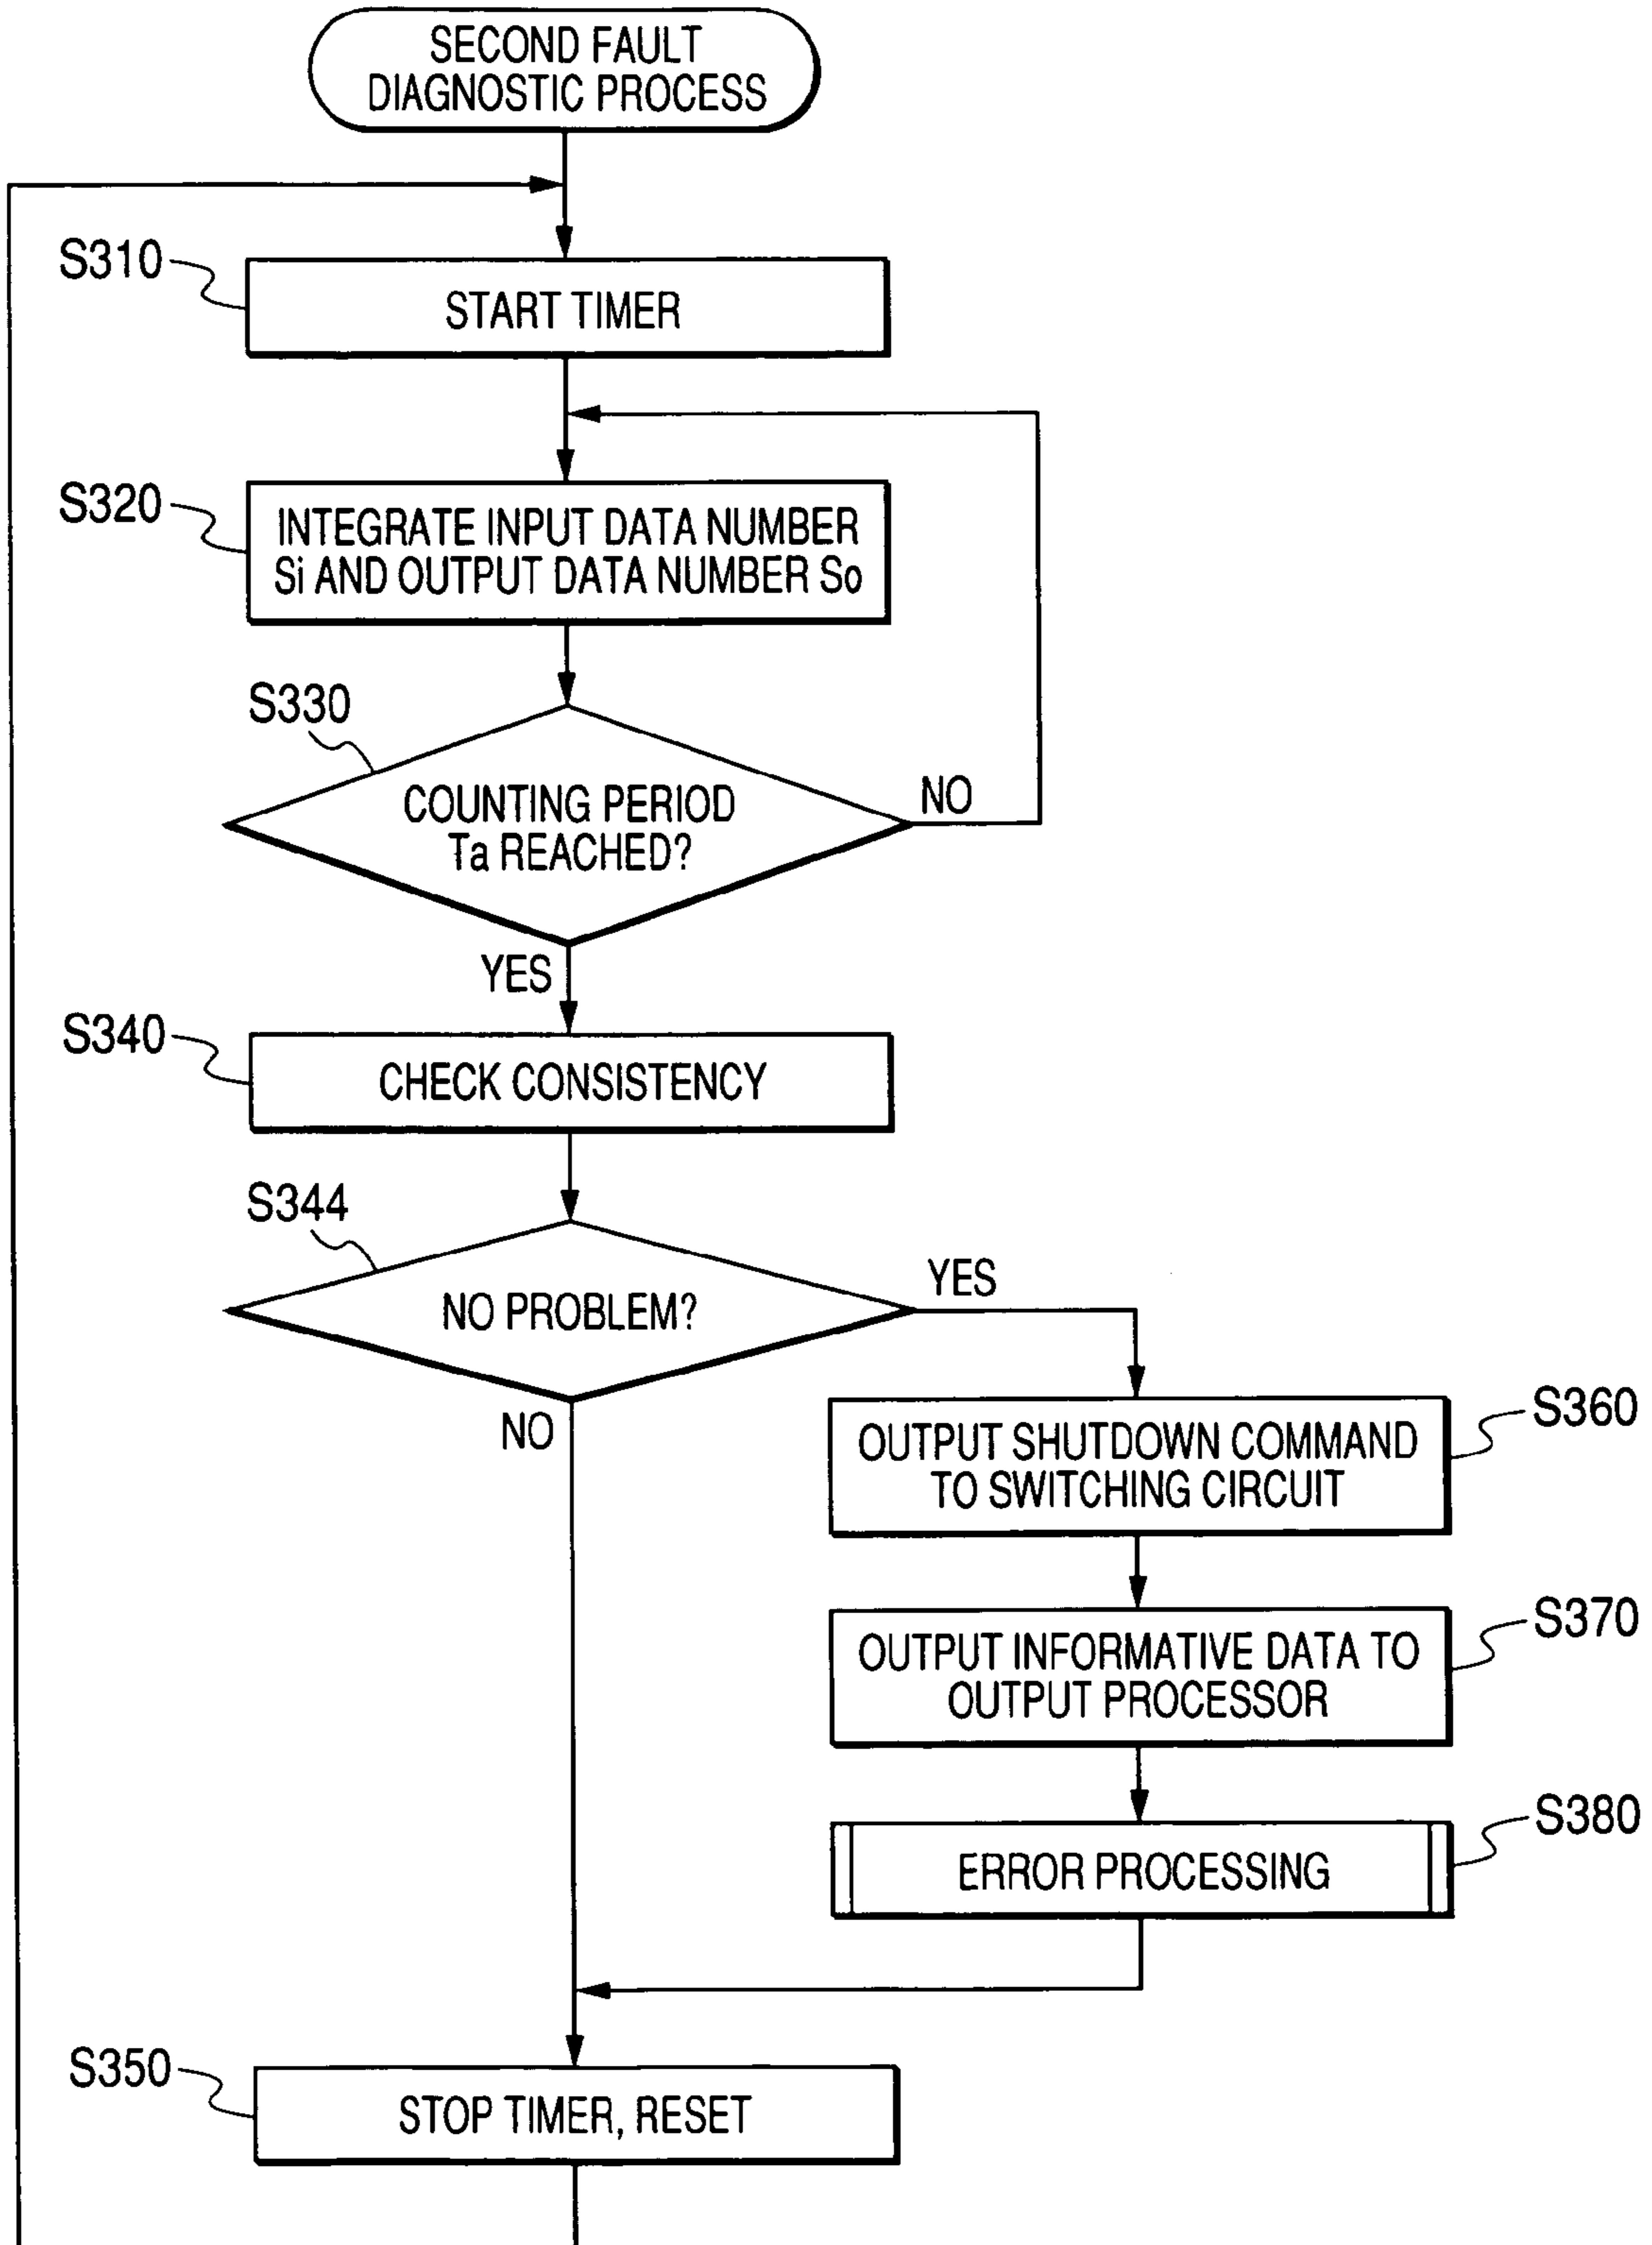 SECOND FAULT
DIAGNOSTIC PROCESS
S310
START TIMER
S320
INTEGRATE INPUT DATA NUMBER
Si AND OUTPUT DATA NUMBER So
S330
COUNTING PERIOD
Ta REACHED?
NO
YES
S340
CHECK CONSISTENCY
S344
NO PROBLEM?
YES
NO
S360
OUTPUT SHUTDOWN COMMAND
TO SWITCHING CIRCUIT
S370
OUTPUT INFORMATIVE DATA TO
OUTPUT PROCESSOR
S380
ERROR PROCESSING
S350
STOP TIMER, RESET